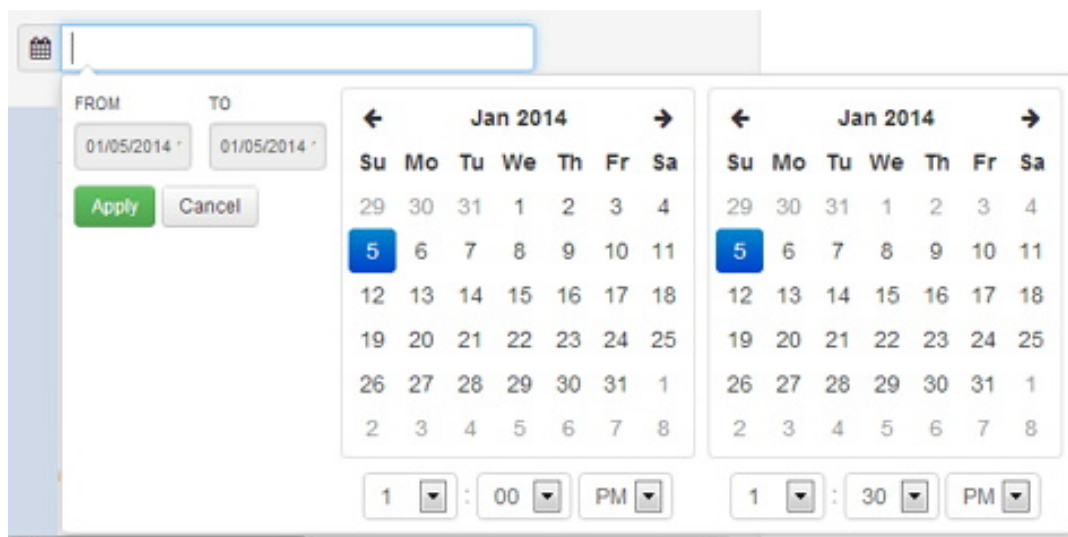 FROM TO
01/05/2014 01/05/2014
Apply Cancel
Jan 2014
Su Mo Tu We Th Fr Sa
29 30 31 1 2 3 4
5 6 7 8 9 10 11
12 13 14 15 16 17 18
19 20 21 22 23 24 25
26 27 28 29 30 31 1
2 3 4 5 6 7 8
1 : 00 PM
Jan 2014
Su Mo Tu We Th Fr Sa
29 30 31 1 2 3 4
5 6 7 8 9 10 11
12 13 14 15 16 17 18
19 20 21 22 23 24 25
26 27 28 29 30 31 1
2 3 4 5 6 7 8
1 : 30 PM